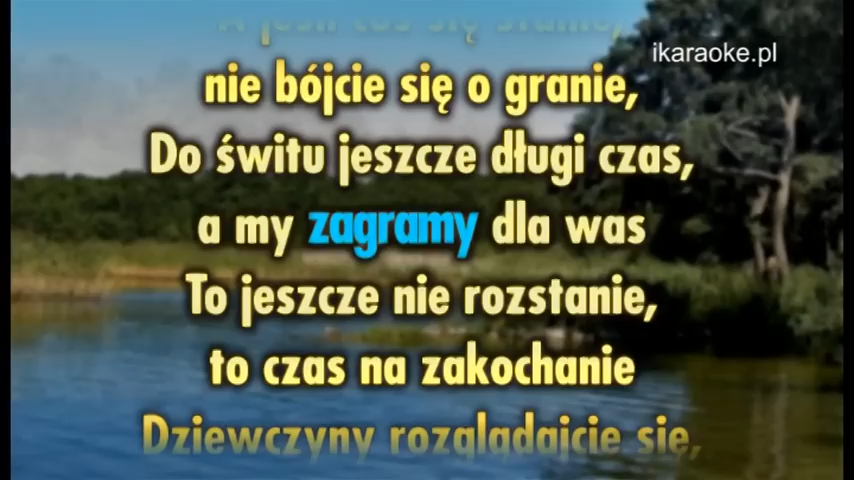 ikaraoke.pl
nie bójcie się o granie,
Do świtu jeszcze długi czas,
a my zagramy dla was
To jeszcze nie rozstanie,
to czas na zakochanie
Dziewczyny rozglądajcie się,